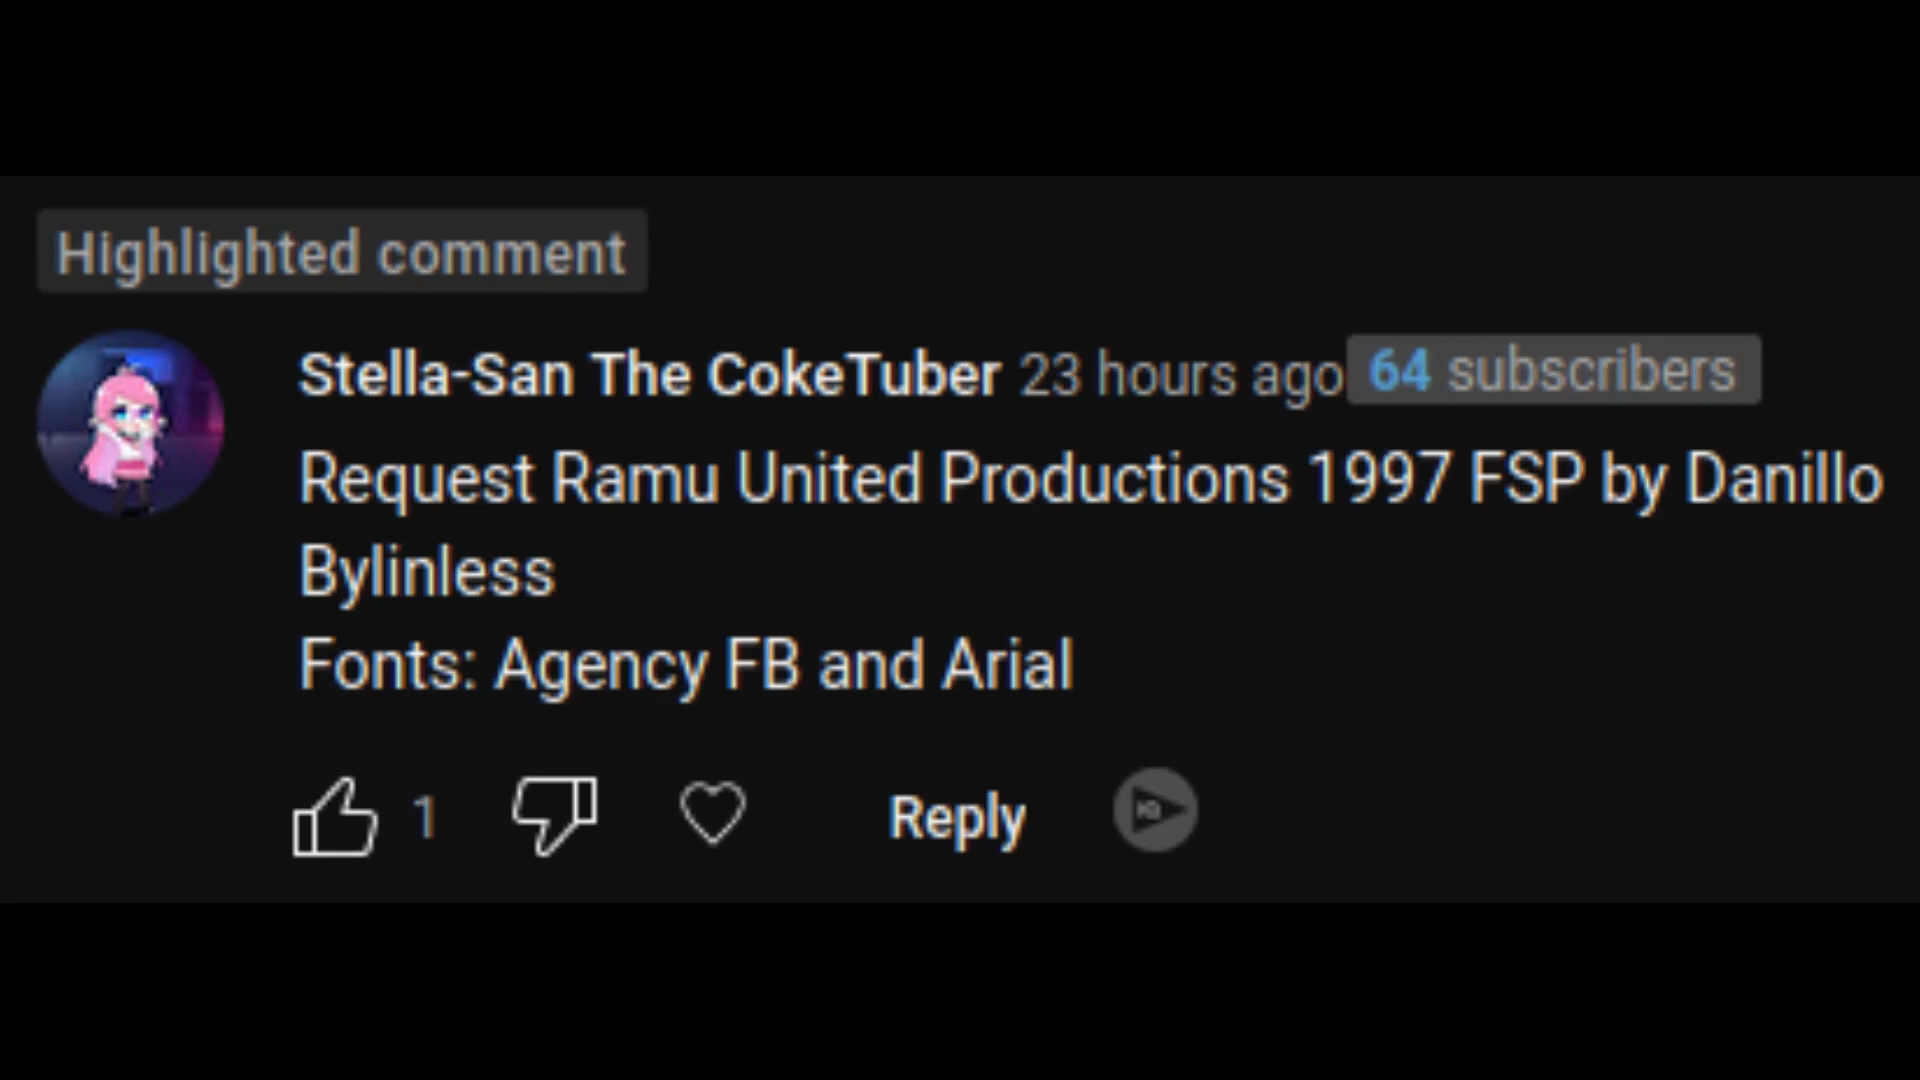 Highlighted comment
Stella-San The CokeTuber 23 hours ago 64 subscribers
Request Ramu United Productions 1997 FSP by Danillo
Bylinless
Fonts: Agency FB and Arial
1 Reply